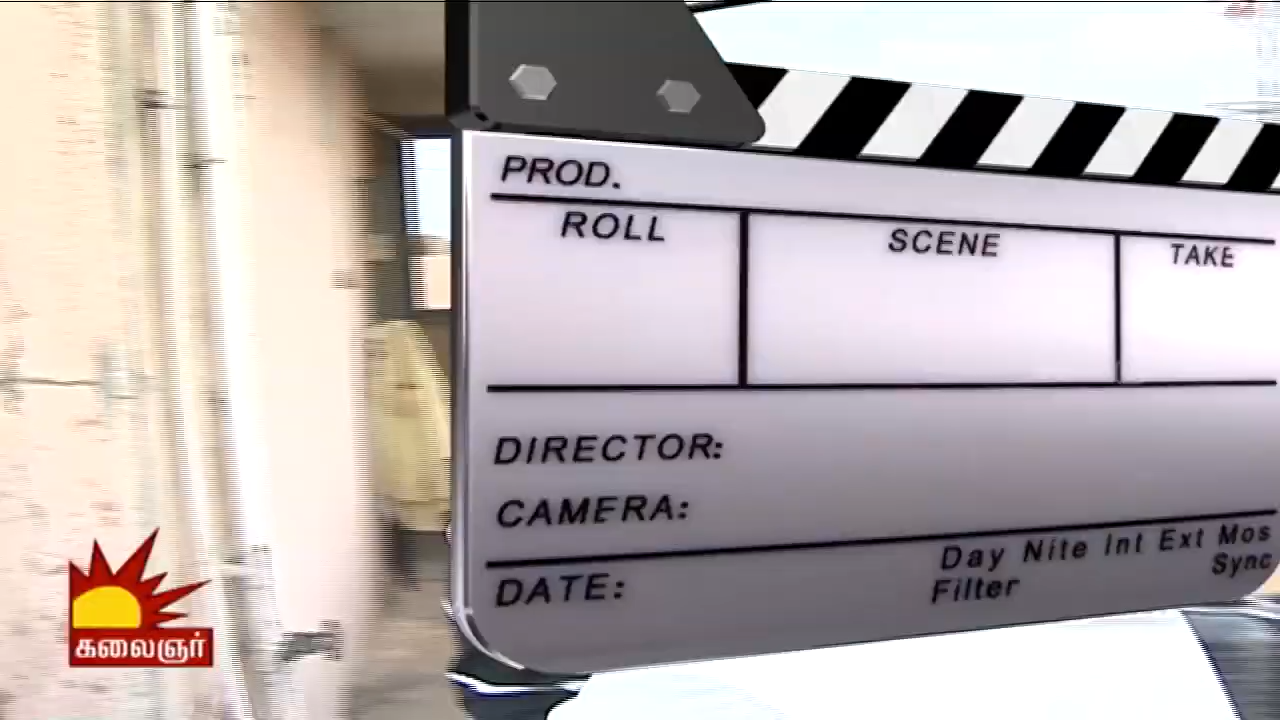 PROD.
ROLL SCENE TAKE
DIRECTOR:
CAMERA:
DATE:
Day Nite Int Ext Mos
Filter Sync
கலைஞர்